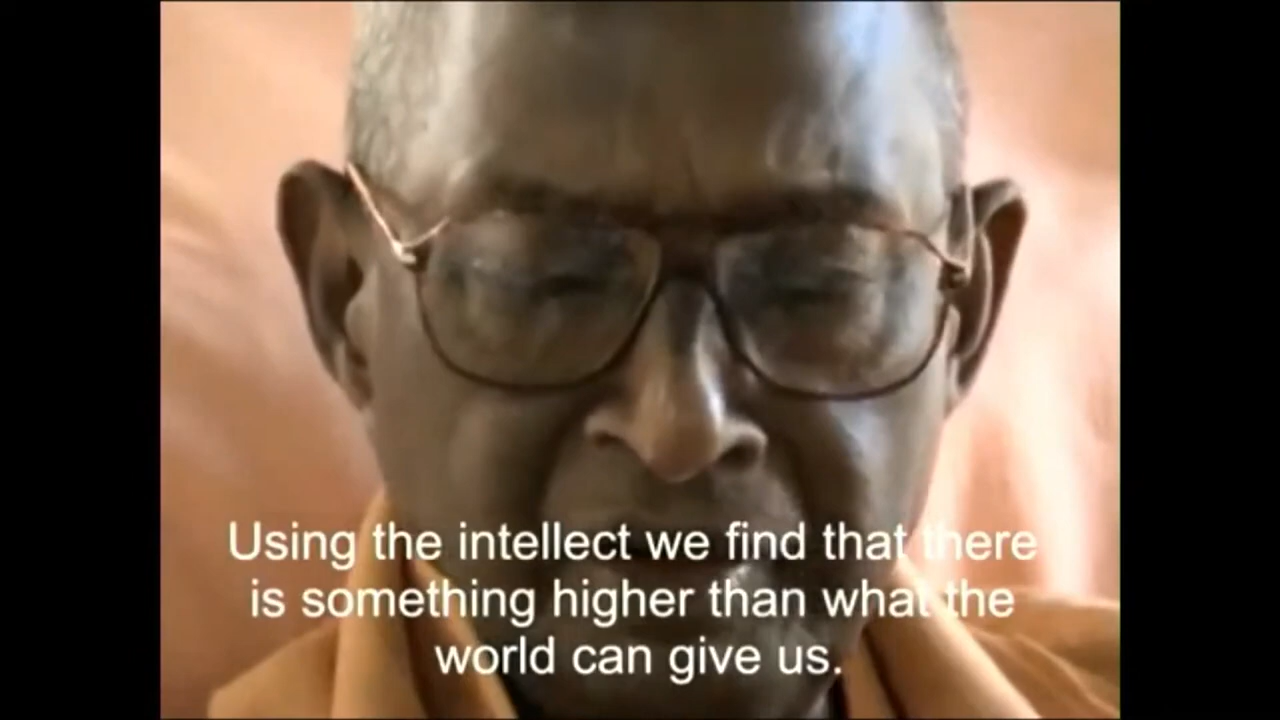 Using the intellect we find that there
is something higher than what the
world can give us.